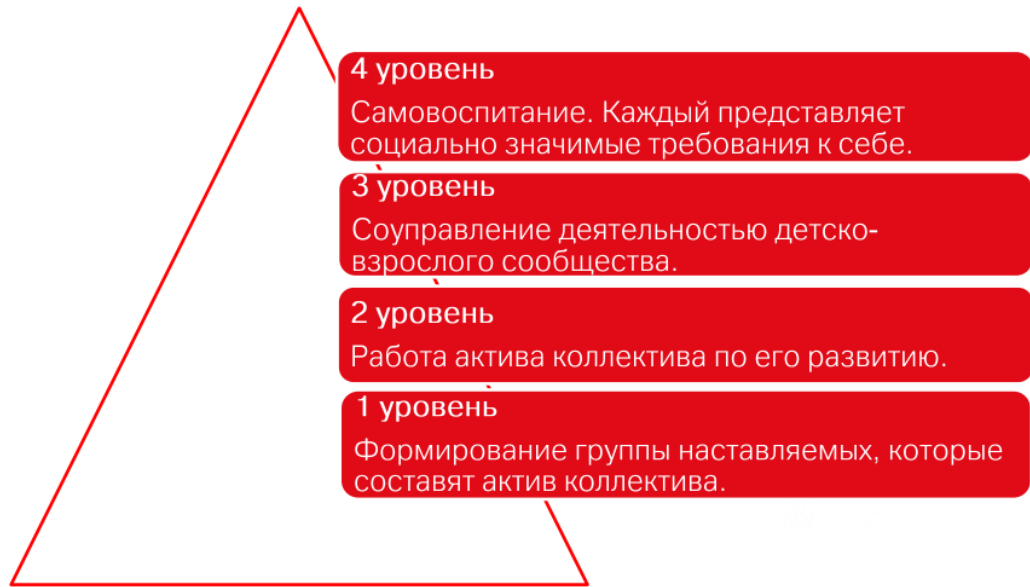 4 уровень
Самовоспитание. Каждый представляет
социально значимые требования к себе.
3 уровень
Соуправление деятельностью детско-
взрослого сообщества.
2 уровень
Работа актива коллектива по его развитию.
1 уровень
Формирование группы наставляемых, которые
составят актив коллектива.